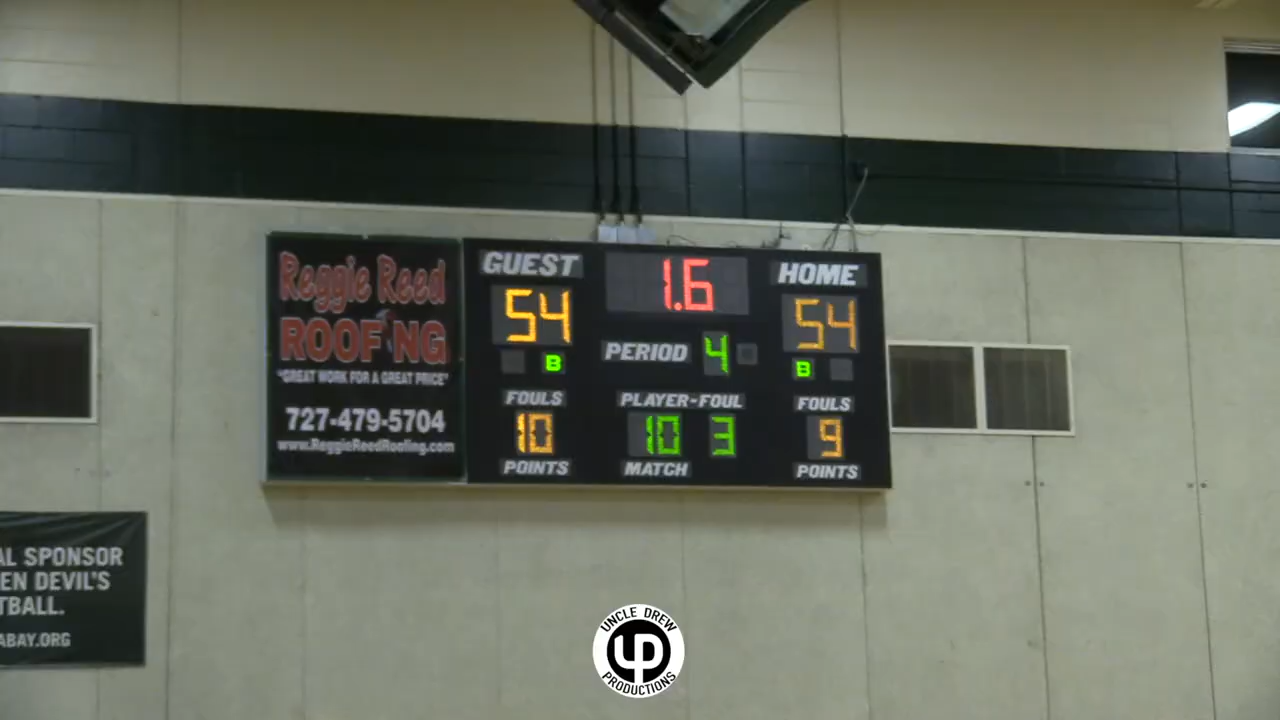 Reggie Reed
ROOFING
"GREAT WORK FOR A GREAT PRICE"
727-479-5704
www.ReggieReedRoofing.com
GUEST
1.6
HOME
54
54
PERIOD 4
B
B
FOULS
PLAYER-FOUL
FOULS
10
10 3
9
POINTS
MATCH
POINTS
AL SPONSOR
EN DEVIL'S
TBALL.
ABAY.ORG
UNCLE DREW
UP
PRODUCTIONS